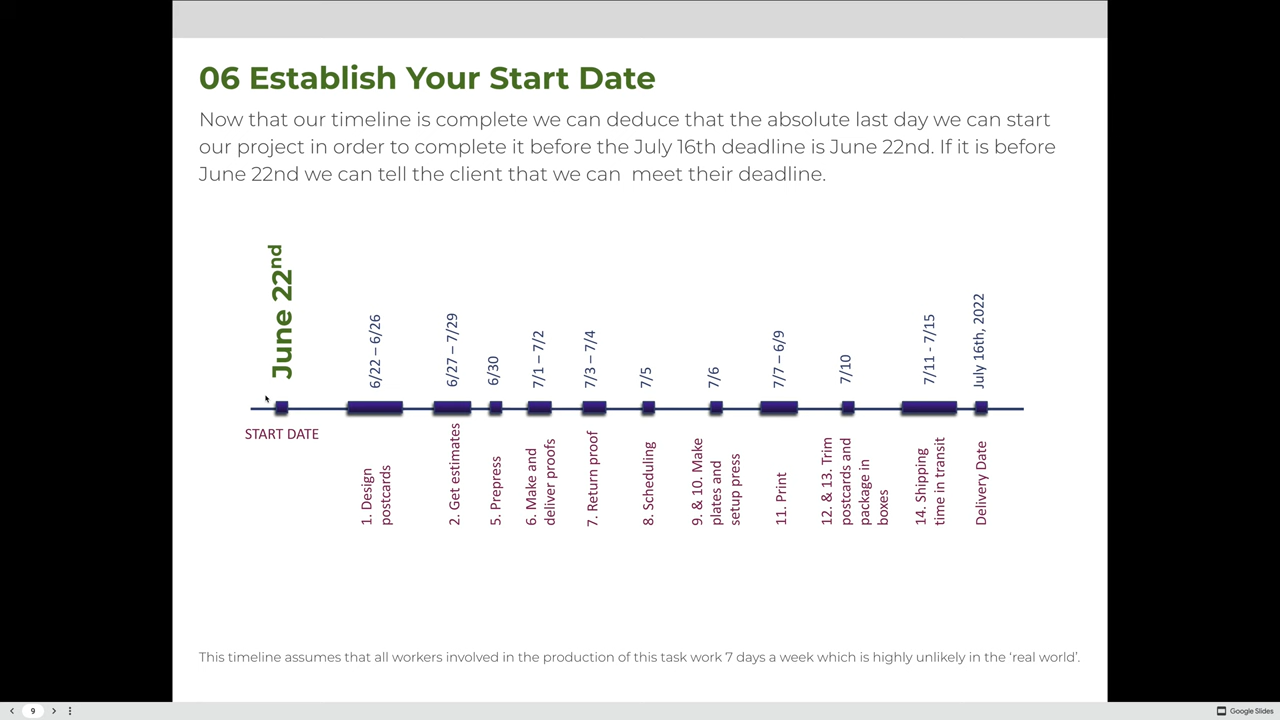 06 Establish Your Start Date
Now that our timeline is complete we can deduce that the absolute last day we can start
our project in order to complete it before the July 16th deadline is June 22nd. If it is before
June 22nd we can tell the client that we can  meet their deadline.
June 22nd
6/22 – 6/26
6/27 – 7/29
6/30
7/1 – 7/2
7/3 – 7/4
7/5
7/6
7/7 – 6/9
7/10
7/11 - 7/15
July 16th, 2022
START DATE
1. Design
postcards
2. Get estimates
5. Prepress
6. Make and
deliver proofs
7. Return proof
8. Scheduling
9. & 10. Make
plates and
setup press
11. Print
12. & 13. Trim
postcards and
package in
boxes
14. Shipping
time in transit
Delivery Date
This timeline assumes that all workers involved in the production of this task work 7 days a week which is highly unlikely in the ‘real world’.
9
Google Slides